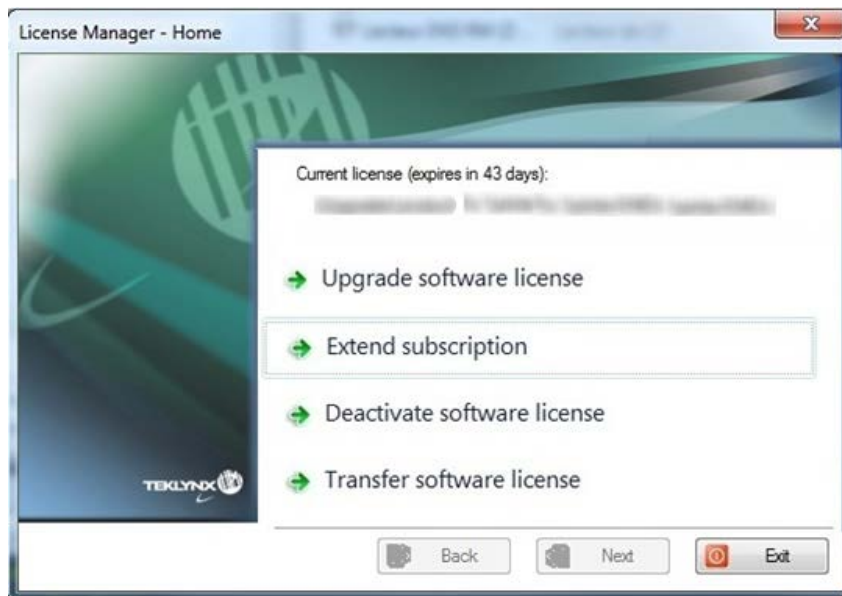 License Manager - Home
Current license (expires in 43 days):
Upgrade software license
Extend subscription
Deactivate software license
Transfer software license
TEKLYNX
Back
Next
Exit